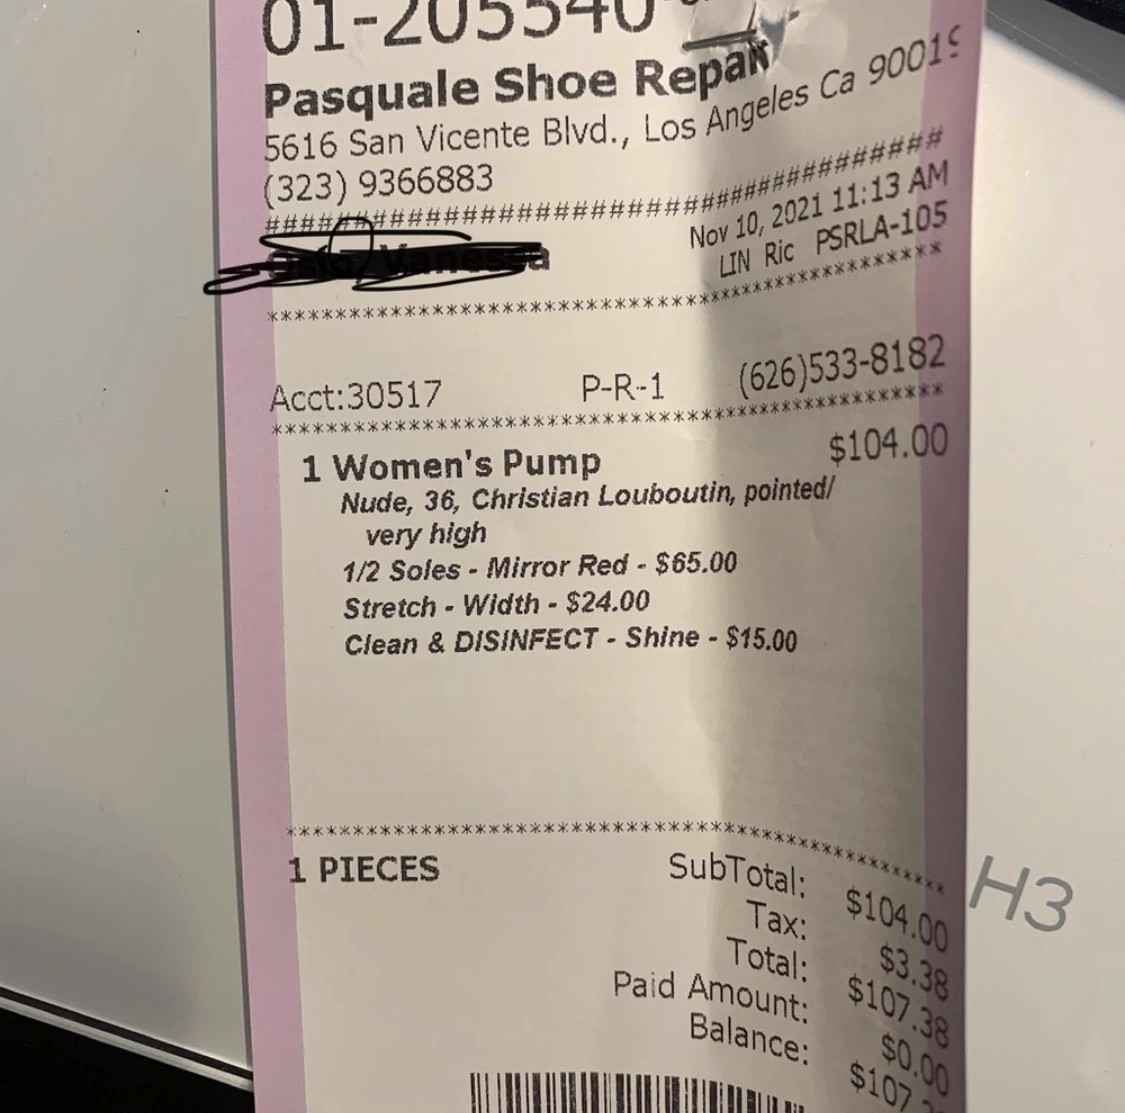 01-205540
Pasquale Shoe Repair
5616 San Vicente Blvd., Los Angeles Ca 90019
(323) 9366883
####################################
Nov 10, 2021 11:13 AM
LIN Ric PSRLA-105
****************************************************
Acct:30517 P-R-1 (626)533-8182
****************************************************
1 Women's Pump $104.00
Nude, 36, Christian Louboutin, pointed/
very high
1/2 Soles - Mirror Red - $65.00
Stretch - Width - $24.00
Clean & DISINFECT - Shine - $15.00
****************************************************
1 PIECES
SubTotal: $104.00
Tax: $3.38
Total: $107.38
Paid Amount: $0.00
Balance: $107
H3